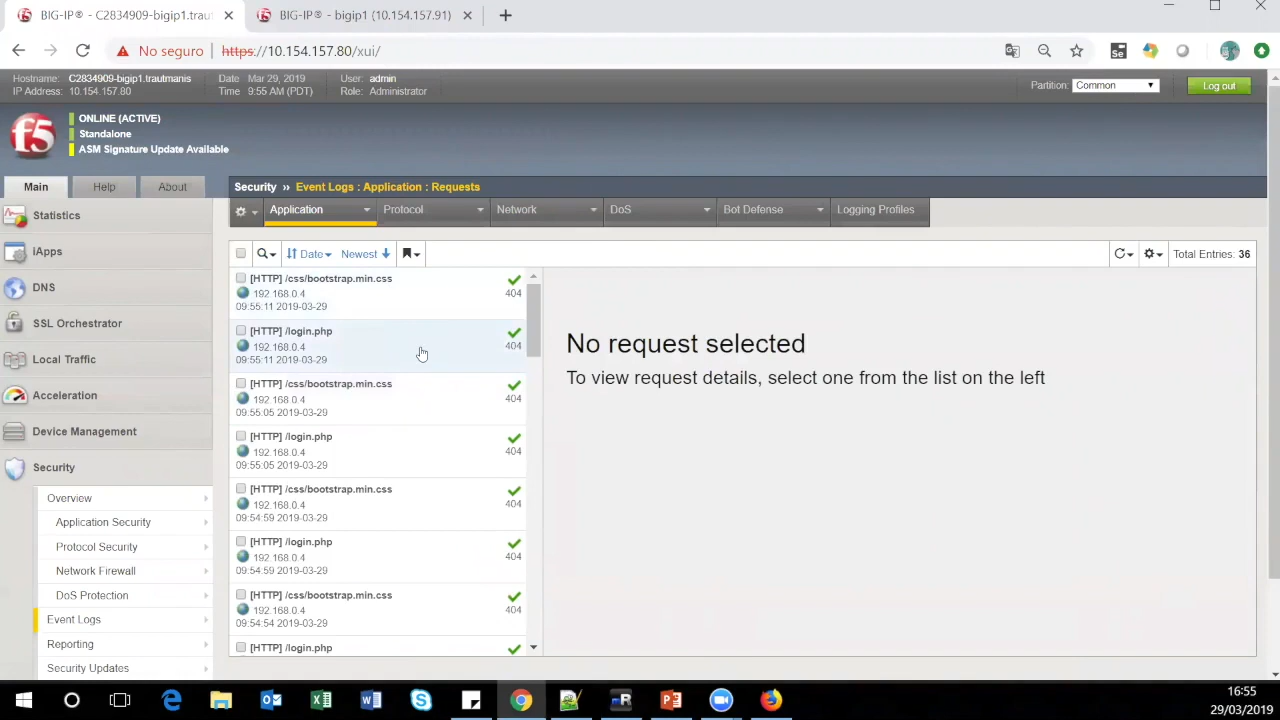 BIG-IP® - C2834909-bigip1.trau
BIG-IP® - bigip1 (10.154.157.91)
No seguro
https://10.154.157.80/xui/
Se
Hostname: C2834909-bigip1.trautmanis
Date Mar 29, 2019
User: admin
IP Address: 10.154.157.80
Time 9:55 AM (PDT)
Role: Administrator
Partition: Common
Log out
f5
ONLINE (ACTIVE)
Standalone
ASM Signature Update Available
Main
Help
About
Security » Event Logs : Application : Requests
Statistics
iApps
DNS
SSL Orchestrator
Local Traffic
Acceleration
Device Management
Security
Overview
Application Security
Protocol Security
Network Firewall
DoS Protection
Event Logs
Reporting
Security Updates
Application
Protocol
Network
DoS
Bot Defense
Logging Profiles
Date
Newest
Total Entries: 36
[HTTP] /css/bootstrap.min.css
192.168.0.4
404
09:55:11 2019-03-29
[HTTP] /login.php
192.168.0.4
404
09:55:11 2019-03-29
[HTTP] /css/bootstrap.min.css
192.168.0.4
404
09:55:05 2019-03-29
[HTTP] /login.php
192.168.0.4
404
09:55:05 2019-03-29
[HTTP] /css/bootstrap.min.css
192.168.0.4
404
09:54:59 2019-03-29
[HTTP] /login.php
192.168.0.4
404
09:54:59 2019-03-29
[HTTP] /css/bootstrap.min.css
192.168.0.4
404
09:54:54 2019-03-29
[HTTP] /login.php
No request selected
To view request details, select one from the list on the left
16:55
29/03/2019